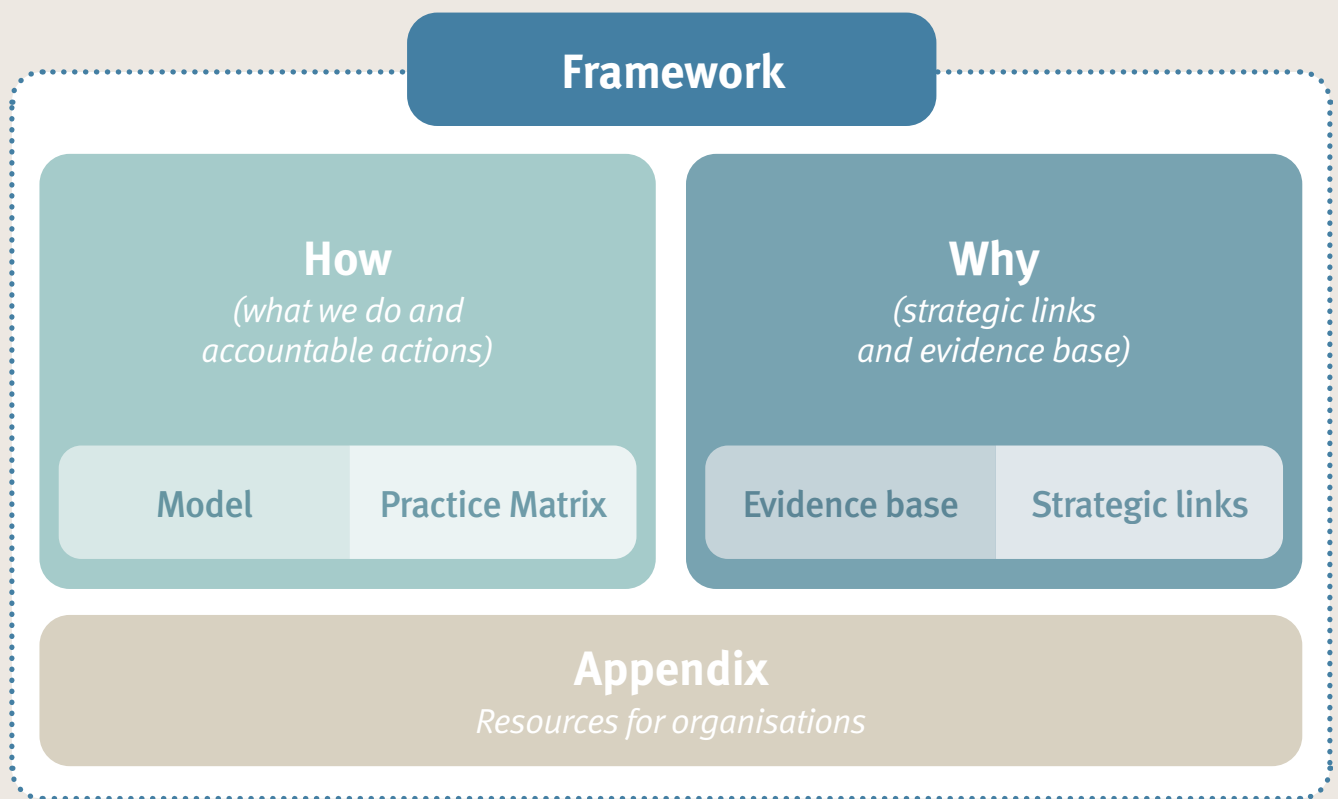 Framework
How
(what we do and
accountable actions)
Model
Practice Matrix
Why
(strategic links
and evidence base)
Evidence base
Strategic links
Appendix
Resources for organisations